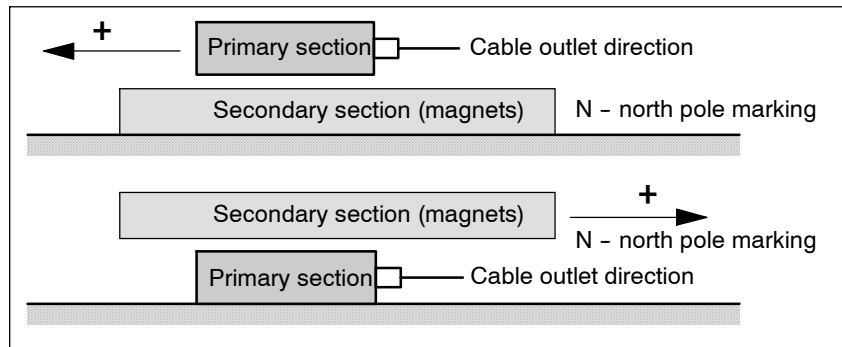 +
Primary section
Cable outlet direction
Secondary section (magnets)
N - north pole marking
Secondary section (magnets)
+
N - north pole marking
Primary section
Cable outlet direction